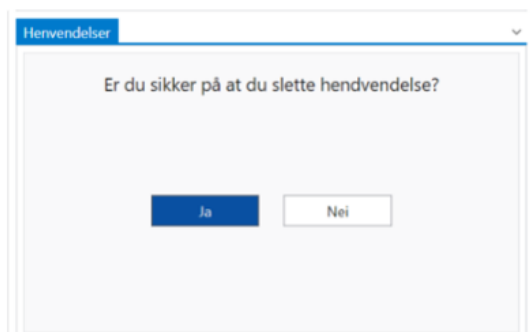 Henvendelser
Er du sikker på at du slette hendvendelse?
Ja
Nei